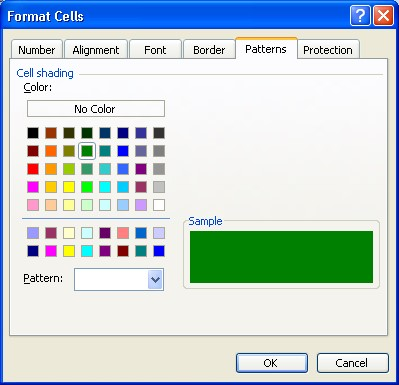 Format Cells
Number Alignment Font Border Patterns Protection
Cell shading
Color:
No Color
Sample
Pattern:
OK Cancel